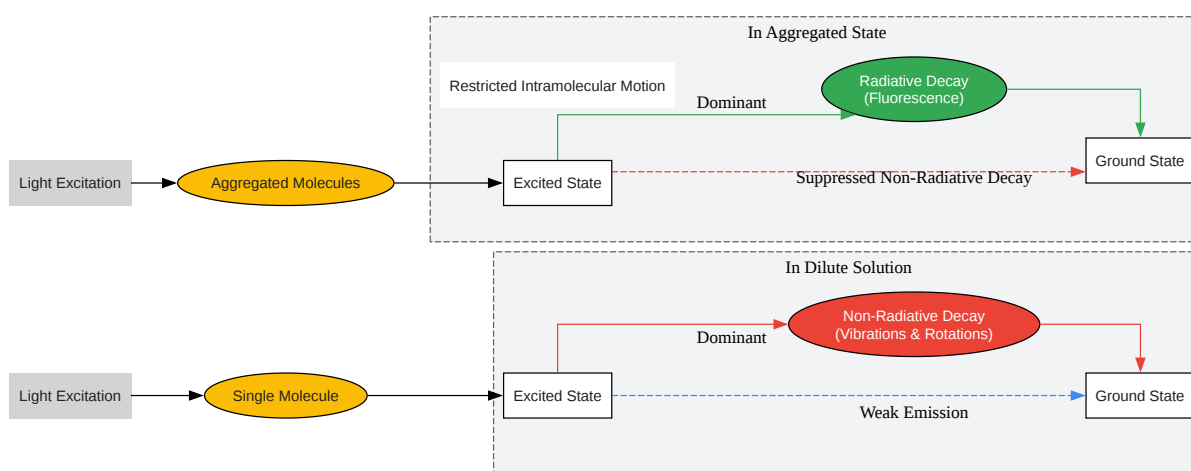 In Aggregated State
Restricted Intramolecular Motion
Dominant
Radiative Decay
(Fluorescence)
Light Excitation
Aggregated Molecules
Excited State
Suppressed Non-Radiative Decay
Ground State
In Dilute Solution
Dominant
Non-Radiative Decay
(Vibrations & Rotations)
Light Excitation
Single Molecule
Excited State
Weak Emission
Ground State